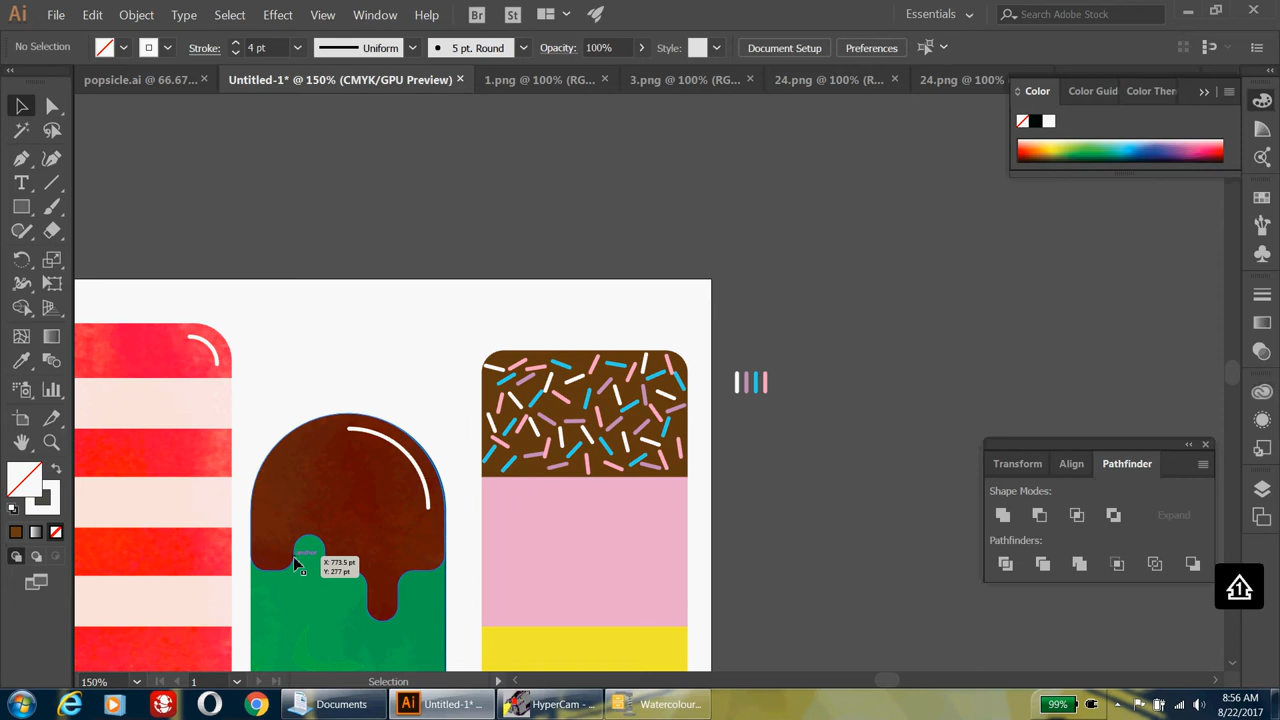 Ai File Edit Object Type Select Effect View Window Help Br St Essentials Search Adobe Stock
No Selection Stroke: 4 pt Uniform 5 pt. Round Opacity: 100% Style: Document Setup Preferences
popsicle.ai @ 66.67... × Untitled-1* @ 150% (CMYK/GPU Preview) × 1.png @ 100% (RG... × 3.png @ 100% (RG... × 24.png @ 100% (R... × 24.png @ 100%
Color Color Guid Color Ther
T
anchor
X: 773.5 pt
Y: 277 pt
Transform Align Pathfinder
Shape Modes:
Expand
Pathfinders:
1
150% 1 Selection
Documents Ai Untitled-1* ... HyperCam - ... Watercolour... 99% 8:56 AM
8/22/2017